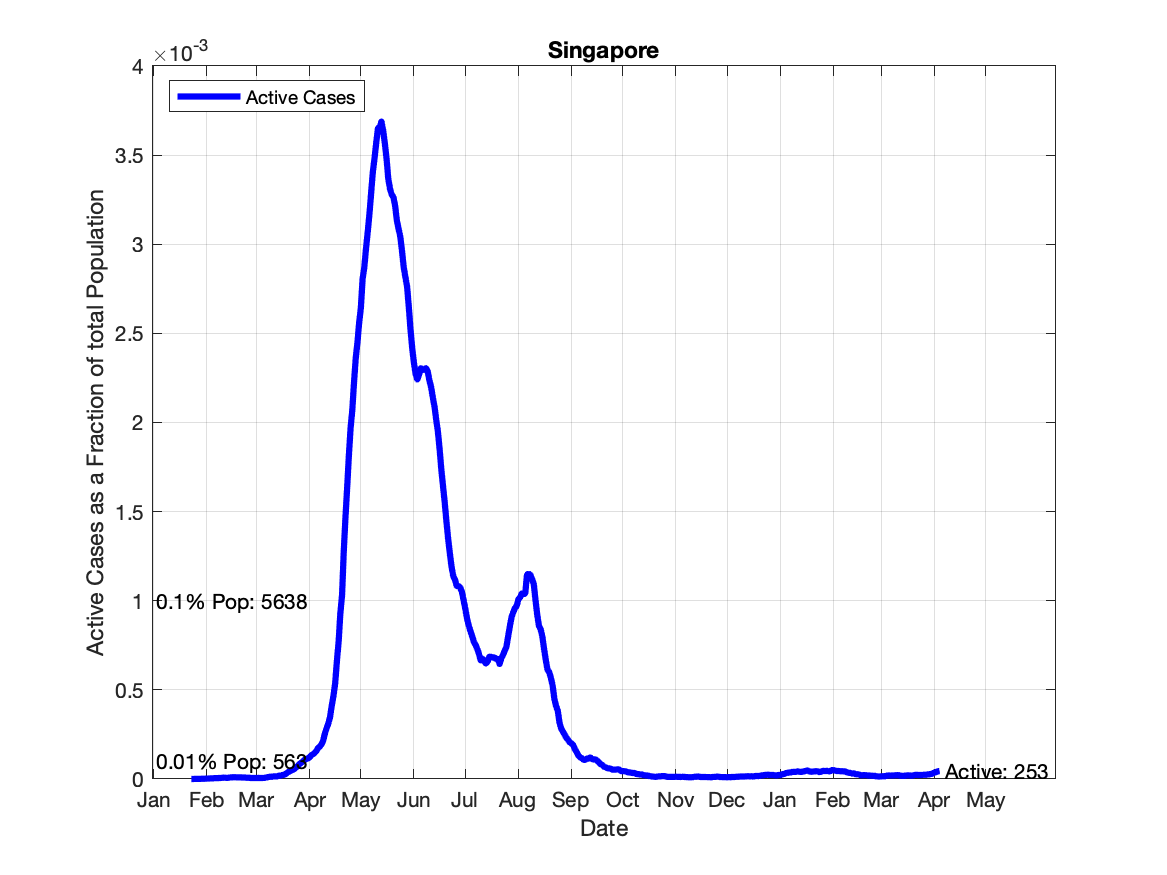 Singapore
×10-3
Active Cases
4
3.5
3
2.5
2
1.5
1
0.5
0
Active Cases as a Fraction of total Population
0.1% Pop: 5638
0.01% Pop: 563
Active: 253
Jan Feb Mar Apr May Jun Jul Aug Sep Oct Nov Dec Jan Feb Mar Apr May
Date